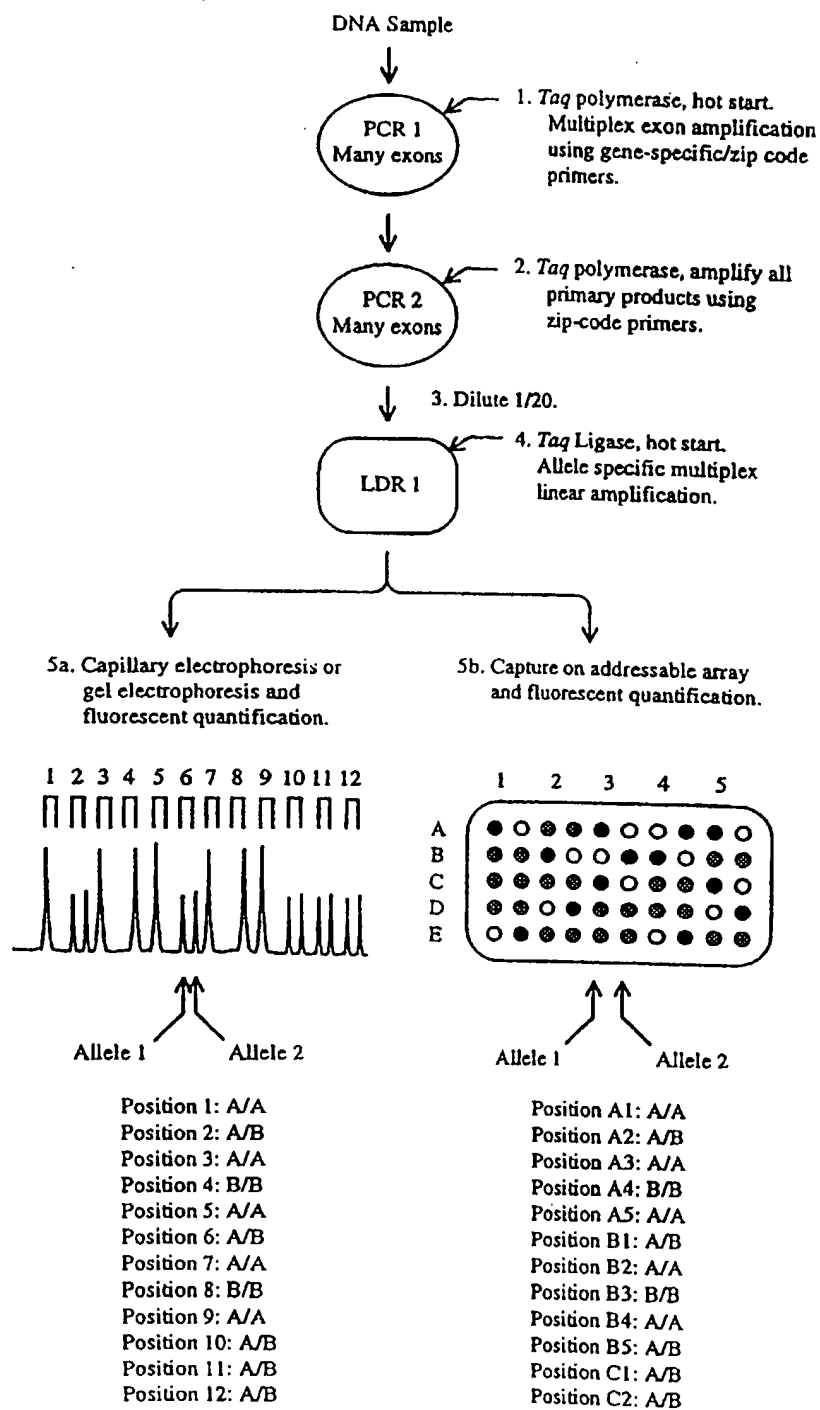 DNA Sample
PCR 1
Many exons
1. Taq polymerase, hot start.
Multiplex exon amplification
using gene-specific/zip code
primers.
PCR 2
Many exons
2. Taq polymerase, amplify all
primary products using
zip-code primers.
3. Dilute 1/20.
LDR 1
4. Taq Ligase, hot start.
Allele specific multiplex
linear amplification.
5a. Capillary electrophoresis or
gel electrophoresis and
fluorescent quantification.
1 2 3 4 5 6 7 8 9 10 11 12
Allele 1 Allele 2
Position 1: A/A
Position 2: A/B
Position 3: A/A
Position 4: B/B
Position 5: A/A
Position 6: A/B
Position 7: A/A
Position 8: B/B
Position 9: A/A
Position 10: A/B
Position 11: A/B
Position 12: A/B
5b. Capture on addressable array
and fluorescent quantification.
1 2 3 4 5
A
B
C
D
E
Allele 1 Allele 2
Position A1: A/A
Position A2: A/B
Position A3: A/A
Position A4: B/B
Position A5: A/A
Position B1: A/B
Position B2: A/A
Position B3: B/B
Position B4: A/A
Position B5: A/B
Position C1: A/B
Position C2: A/B